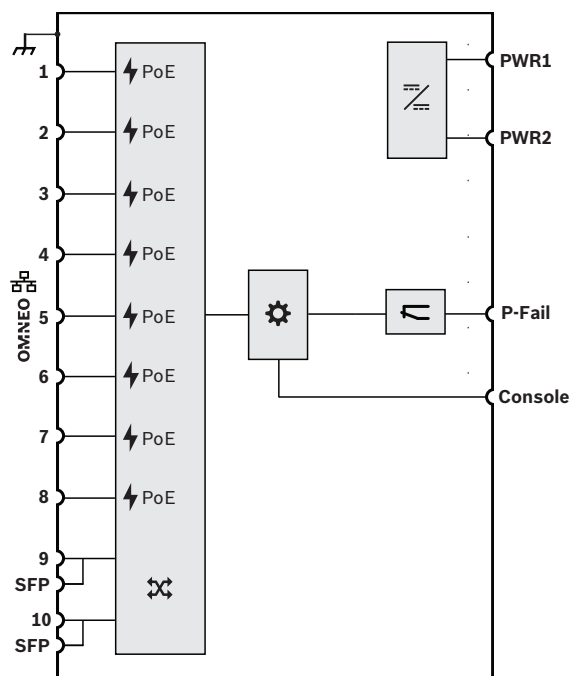 PWR1
1 PoE
2 PoE
PWR2
3 PoE
4 PoE
OMNEO
5 PoE
P-Fail
6 PoE
Console
7 PoE
8 PoE
9
SFP
10
SFP